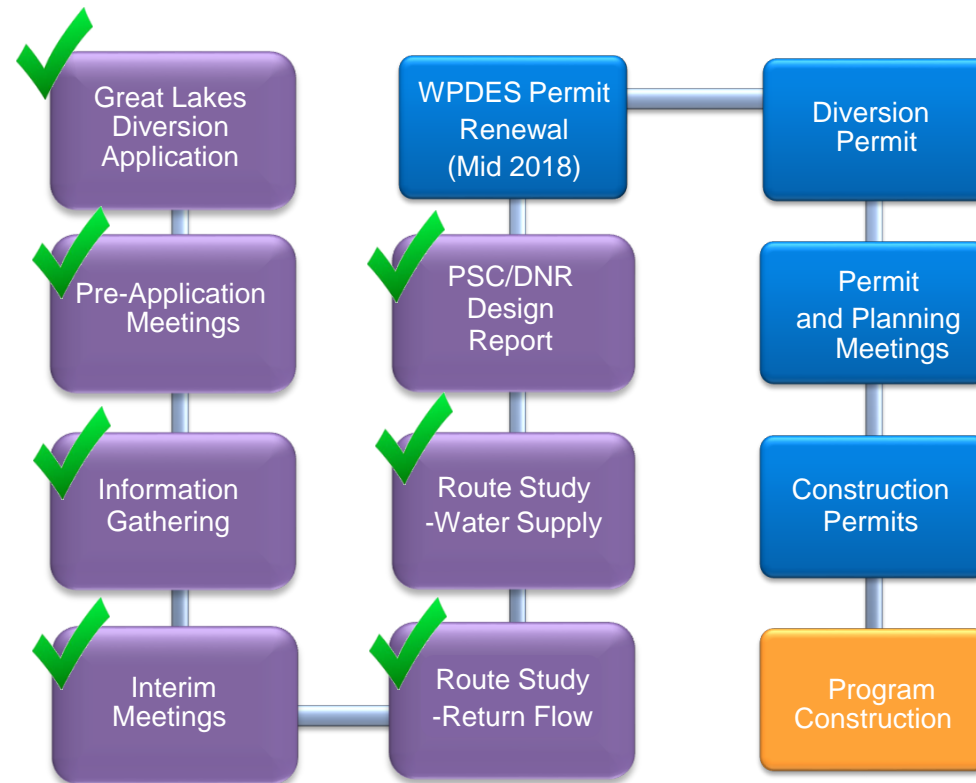 Great Lakes
Diversion
Application
Pre-Application
Meetings
Information
Gathering
Interim
Meetings
WPDES Permit
Renewal
(Mid 2018)
PSC/DNR
Design
Report
Route Study
-Water Supply
Route Study
-Return Flow
Diversion
Permit
Permit
and Planning
Meetings
Construction
Permits
Program
Construction